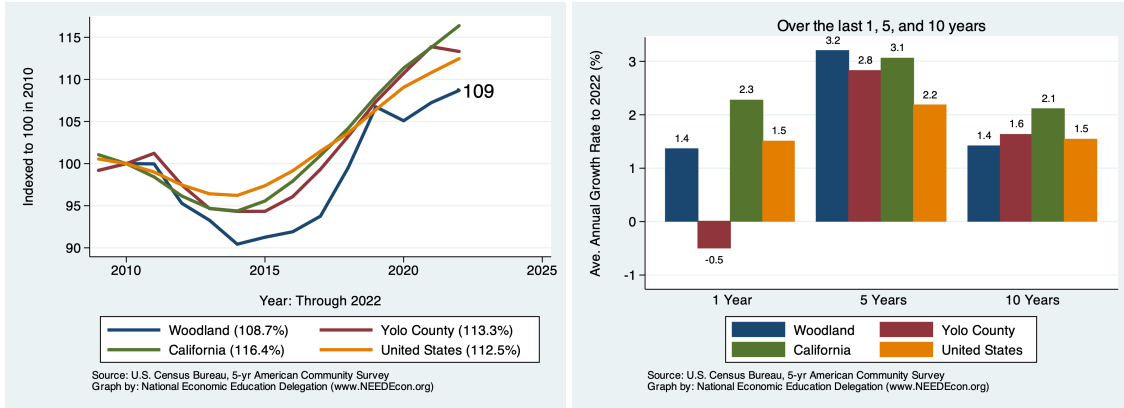 Indexed to 100 in 2010
115
110
105
100
95
90
109
2010
2015
2020
2025
Year: Through 2022
Woodland (108.7%)
Yolo County (113.3%)
California (116.4%)
United States (112.5%)
Source: U.S. Census Bureau, 5-yr American Community Survey
Graph by: National Economic Education Delegation (www.NEEDEcon.org)
Over the last 1, 5, and 10 years
Ave. Annual Growth Rate to 2022 (%)
3
2
1
0
-1
1.4
-0.5
2.3
1.5
3.2
2.8
3.1
2.2
1.4
1.6
2.1
1.5
1 Year
5 Years
10 Years
Woodland
Yolo County
California
United States
Source: U.S. Census Bureau, 5-yr American Community Survey
Graph by: National Economic Education Delegation (www.NEEDEcon.org)